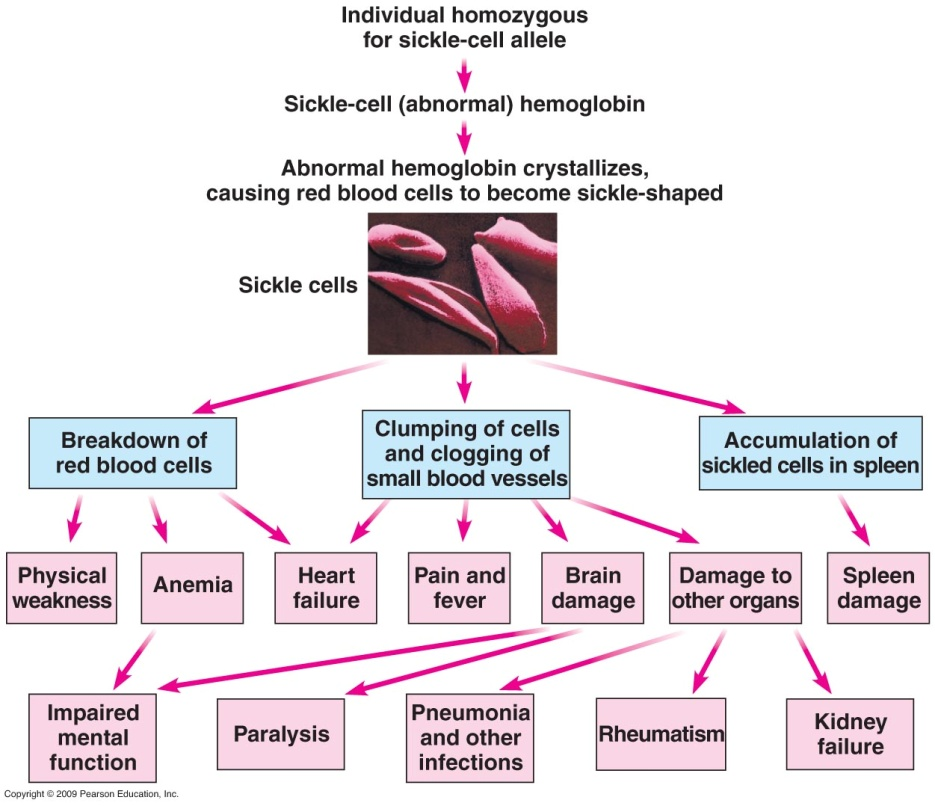 Individual homozygous
for sickle-cell allele
Sickle-cell (abnormal) hemoglobin
Abnormal hemoglobin crystallizes,
causing red blood cells to become sickle-shaped
Sickle cells
Breakdown of
red blood cells
Clumping of cells
and clogging of
small blood vessels
Accumulation of
sickled cells in spleen
Physical
weakness
Anemia
Heart
failure
Pain and
fever
Brain
damage
Damage to
other organs
Spleen
damage
Impaired
mental
function
Paralysis
Pneumonia
and other
infections
Rheumatism
Kidney
failure
Copyright © 2009 Pearson Education, Inc.